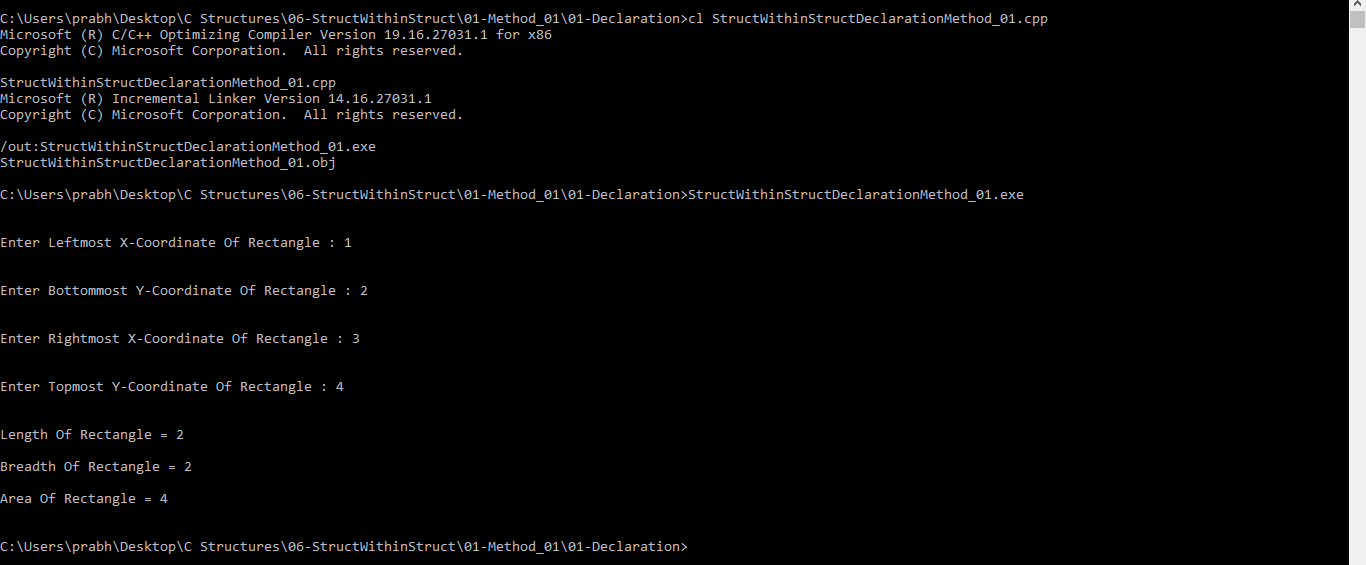 C:\Users\prabh\Desktop\C Structures\06-StructWithinStruct\01-Method_01\01-Declaration>cl StructWithinStructDeclarationMethod_01.cpp
Microsoft (R) C/C++ Optimizing Compiler Version 19.16.27031.1 for x86
Copyright (C) Microsoft Corporation.  All rights reserved.

StructWithinStructDeclarationMethod_01.cpp
Microsoft (R) Incremental Linker Version 14.16.27031.1
Copyright (C) Microsoft Corporation.  All rights reserved.

/out:StructWithinStructDeclarationMethod_01.exe
StructWithinStructDeclarationMethod_01.obj

C:\Users\prabh\Desktop\C Structures\06-StructWithinStruct\01-Method_01\01-Declaration>StructWithinStructDeclarationMethod_01.exe

Enter Leftmost X-Coordinate Of Rectangle : 1

Enter Bottommost Y-Coordinate Of Rectangle : 2

Enter Rightmost X-Coordinate Of Rectangle : 3

Enter Topmost Y-Coordinate Of Rectangle : 4

Length Of Rectangle = 2

Breadth Of Rectangle = 2

Area Of Rectangle = 4

C:\Users\prabh\Desktop\C Structures\06-StructWithinStruct\01-Method_01\01-Declaration>